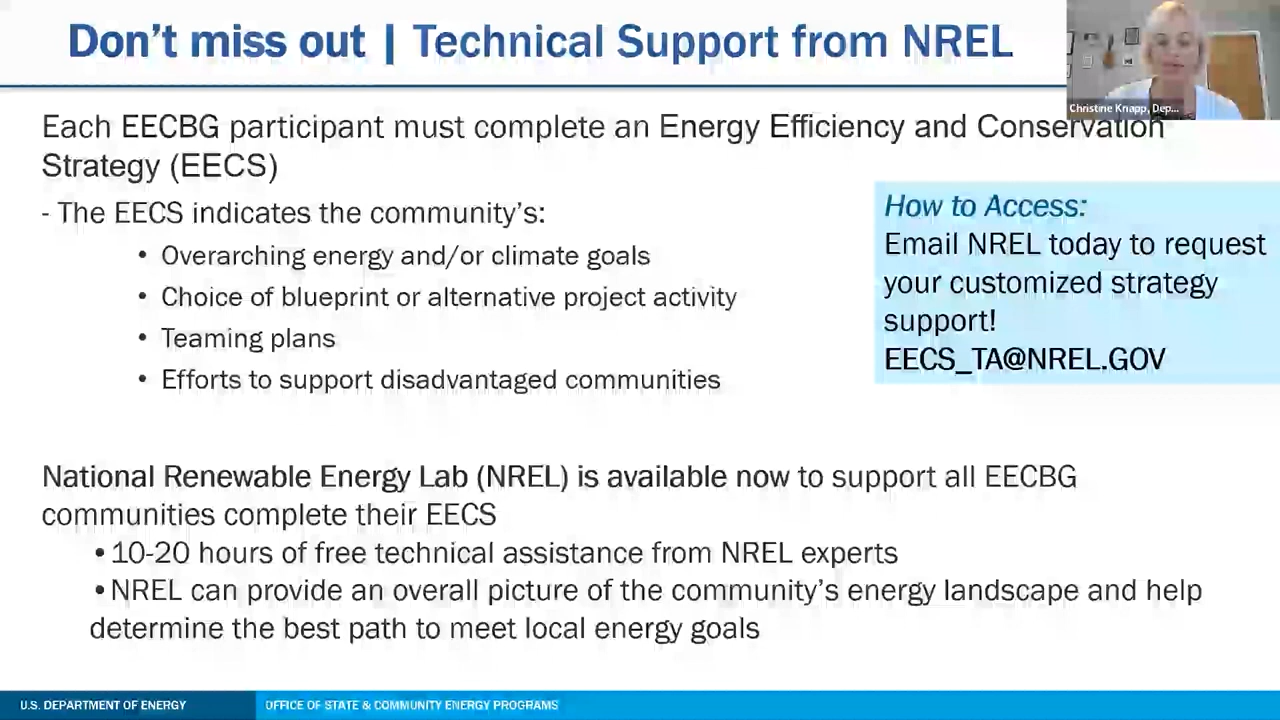 Don't miss out | Technical Support from NREL
Christine Knapp, Dep...
Each EECBG participant must complete an Energy Efficiency and Conservation
Strategy (EECS)
- The EECS indicates the community's:
• Overarching energy and/or climate goals
• Choice of blueprint or alternative project activity
• Teaming plans
• Efforts to support disadvantaged communities
How to Access:
Email NREL today to request
your customized strategy
support!
EECS_TA@NREL.GOV
National Renewable Energy Lab (NREL) is available now to support all EECBG
communities complete their EECS
• 10-20 hours of free technical assistance from NREL experts
• NREL can provide an overall picture of the community's energy landscape and help
determine the best path to meet local energy goals
U.S. DEPARTMENT OF ENERGY OFFICE OF STATE & COMMUNITY ENERGY PROGRAMS